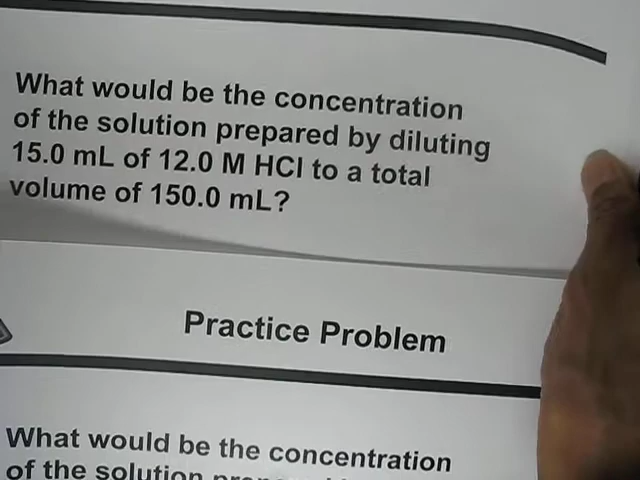 What would be the concentration
of the solution prepared by diluting
15.0 mL of 12.0 M HCl to a total
volume of 150.0 mL?
Practice Problem
What would be the concentration
of the solution